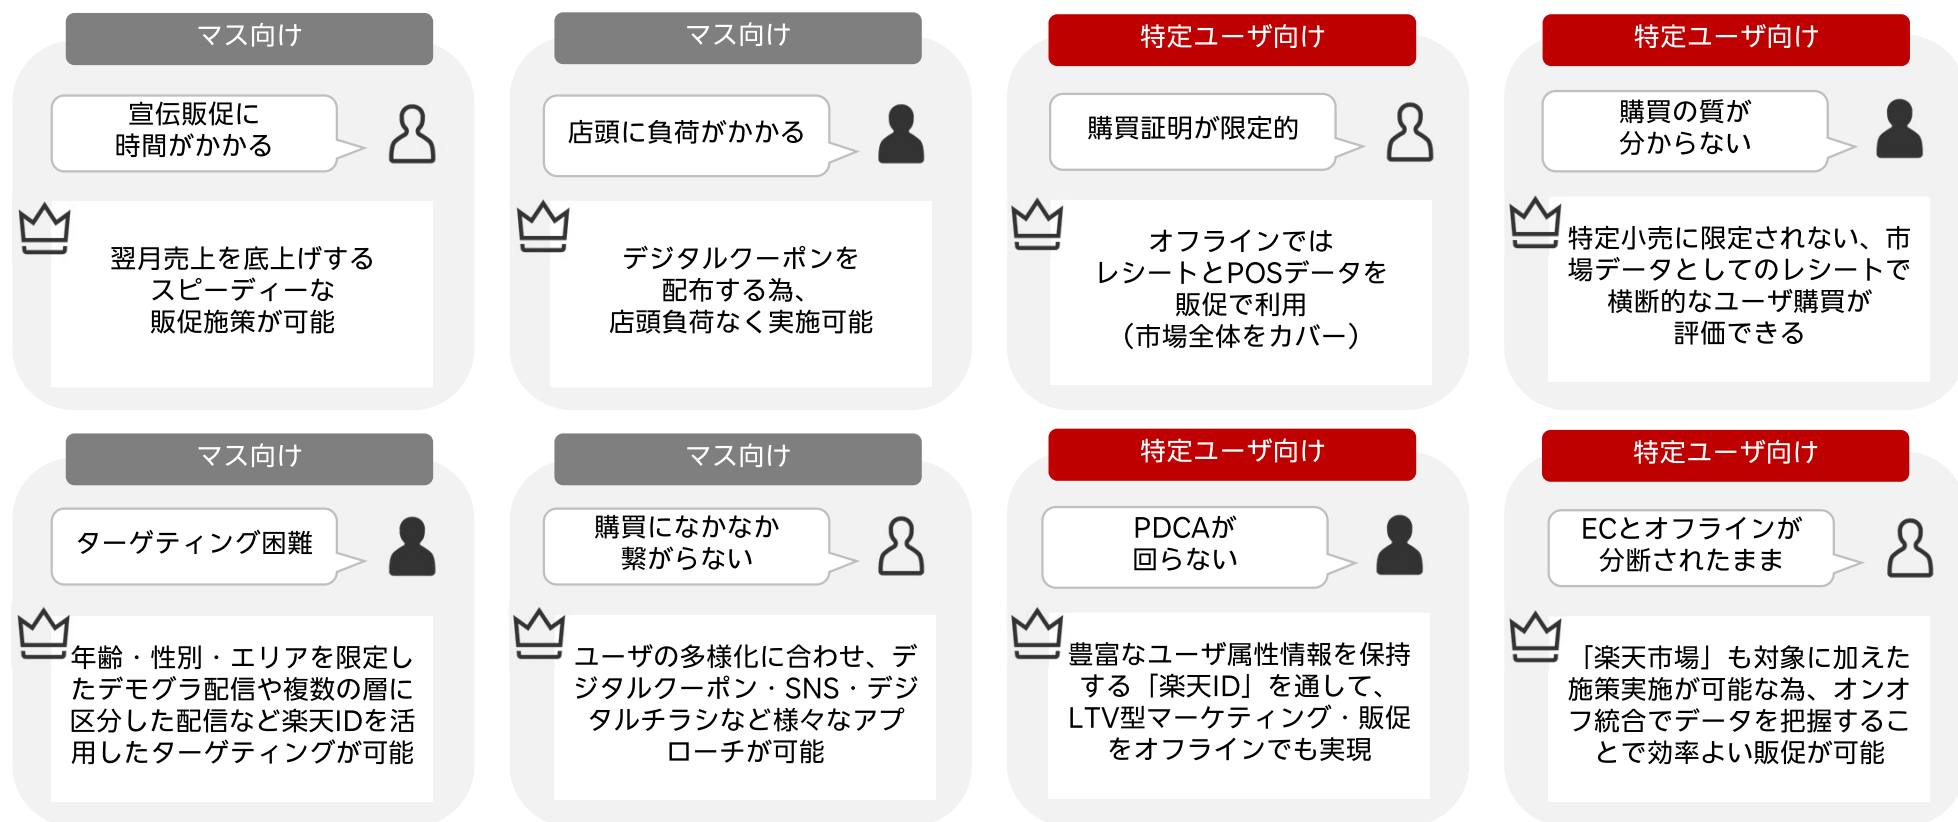 マス向け
宣伝販促に
時間がかかる
翌月売上を底上げする
スピーディーな
販促施策が可能
マス向け
店頭に負荷がかかる
デジタルクーポンを
配布する為、
店頭負荷なく実施可能
特定ユーザ向け
購買証明が限定的
オフラインでは
レシートとPOSデータを
販促で利用
（市場全体をカバー）
特定ユーザ向け
購買の質が
分からない
特定小売に限定されない、市
場データとしてのレシートで
横断的なユーザ購買が
評価できる
マス向け
ターゲティング困難
年齢・性別・エリアを限定し
たデモグラ配信や複数の層に
区分した配信など楽天IDを活
用したターゲティングが可能
マス向け
購買になかなか
繋がらない
ユーザの多様化に合わせ、デ
ジタルクーポン・SNS・デジ
タルチラシなど様々なアプ
ローチが可能
特定ユーザ向け
PDCAが
回らない
豊富なユーザ属性情報を保持
する「楽天ID」を通して、
LTV型マーケティング・販促
をオフラインでも実現
特定ユーザ向け
ECとオフラインが
分断されたまま
「楽天市場」も対象に加えた
施策実施が可能な為、オンオ
フ統合でデータを把握するこ
とで効率よい販促が可能